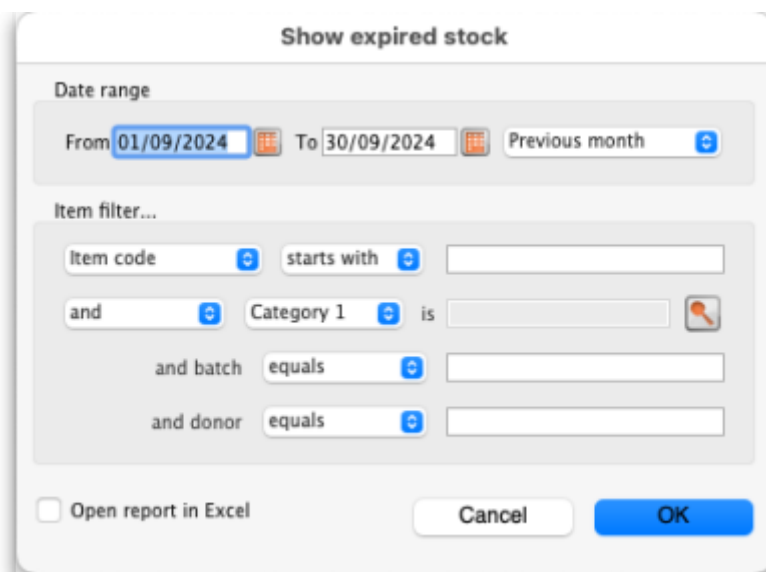 Show expired stock
Date range
From 01/09/2024 To 30/09/2024 Previous month
Item filter...
Item code starts with
and Category 1 is
and batch equals
and donor equals
Open report in Excel Cancel OK